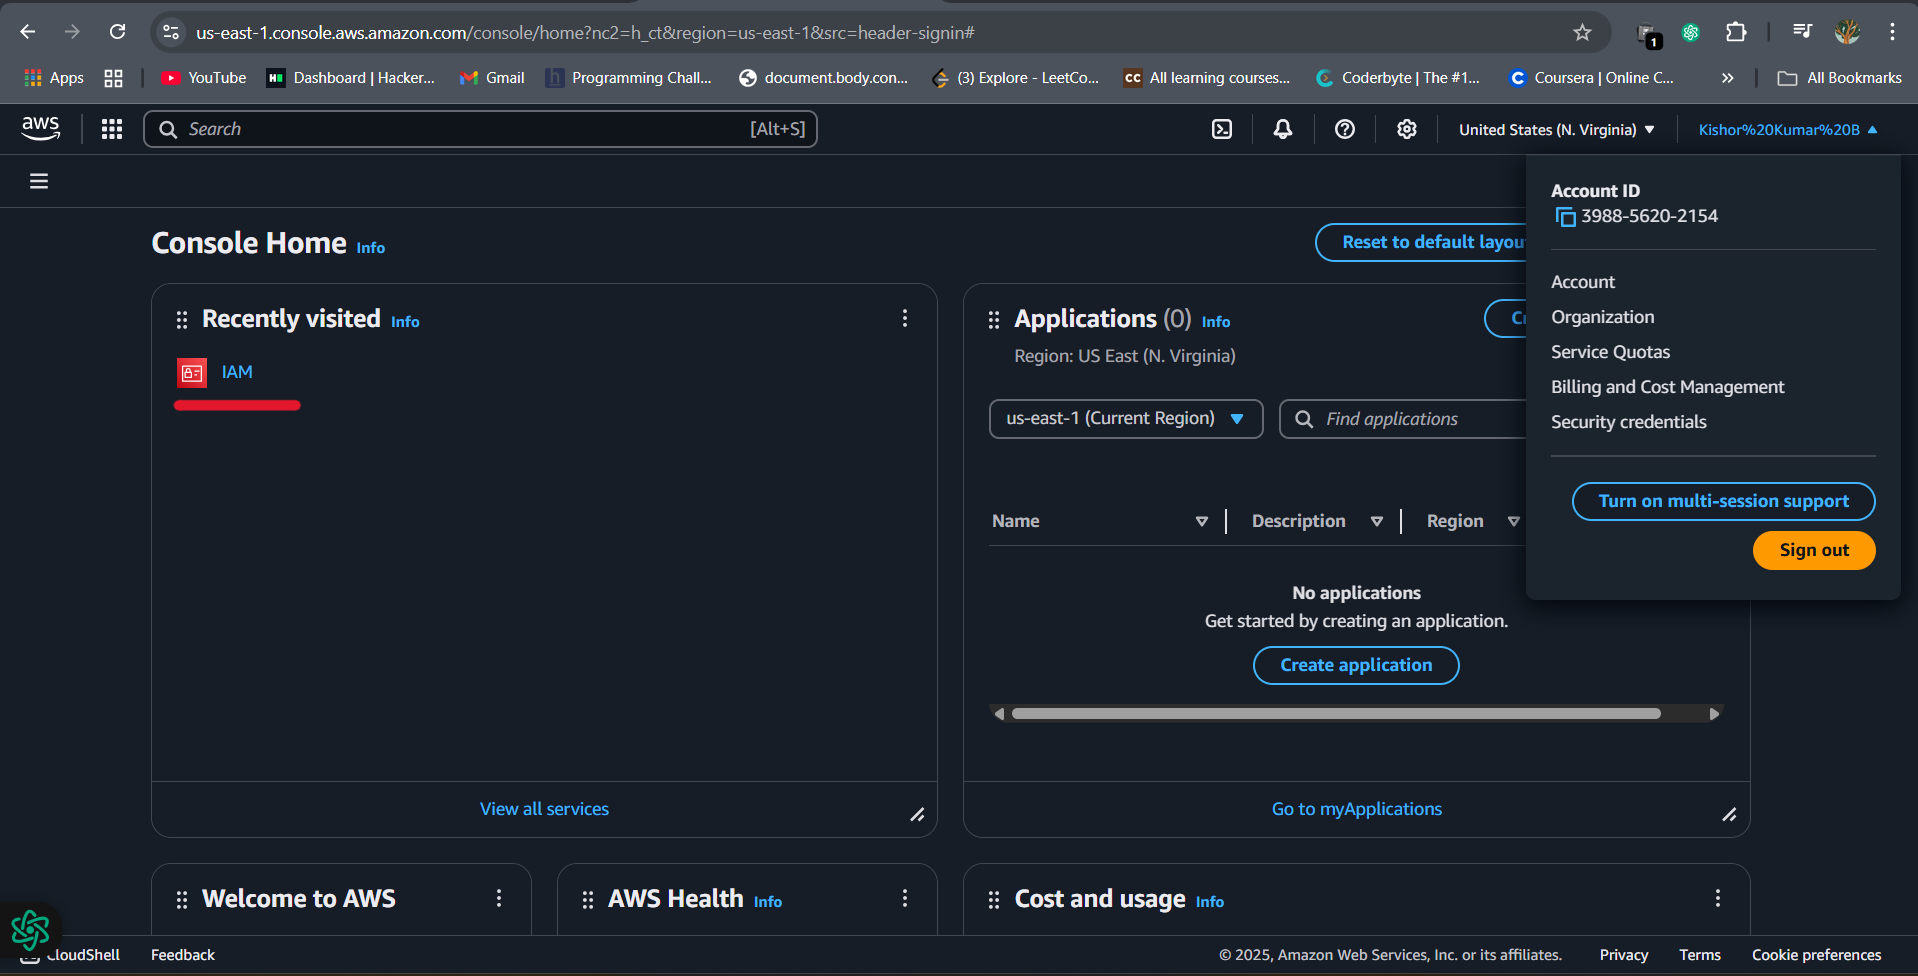 us-east-1.console.aws.amazon.com/console/home?nc2=h_ct&region=us-east-1&src=header-signin#
1
Apps
YouTube
Dashboard | Hacker...
Gmail
Programming Chall...
document.body.con...
(3) Explore - LeetCo...
All learning courses...
Coderbyte | The #1...
Coursera | Online C...
All Bookmarks
aws
Search
[Alt+S]
United States (N. Virginia)
Kishor%20Kumar%20B
Account ID
3988-5620-2154
Account
Organization
Service Quotas
Billing and Cost Management
Security credentials
Turn on multi-session support
Sign out
Console Home Info
Reset to default layou
Recently visited Info
IAM
View all services
Applications (0) Info
Region: US East (N. Virginia)
us-east-1 (Current Region)
Find applications
Name
Description
Region
No applications
Get started by creating an application.
Create application
Go to myApplications
Welcome to AWS
AWS Health Info
Cost and usage Info
CloudShell
Feedback
© 2025, Amazon Web Services, Inc. or its affiliates.
Privacy
Terms
Cookie preferences